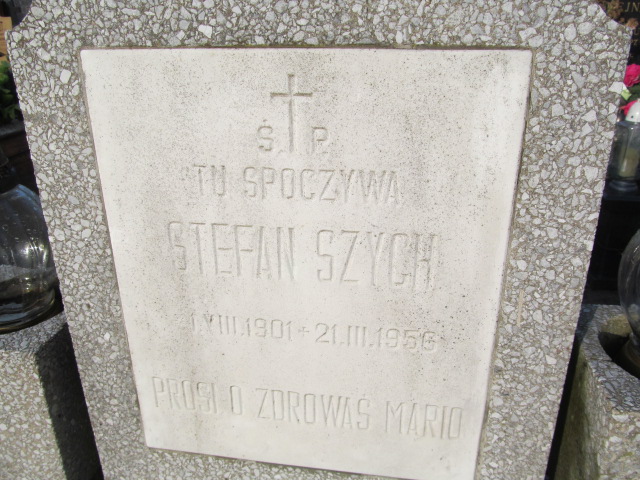 Ś. P.
TU SPOCZYWA
STEFAN SZYCH
1.VIII.1901 + 21.III.1956
PROSI O ZDROWAŚ MARIO